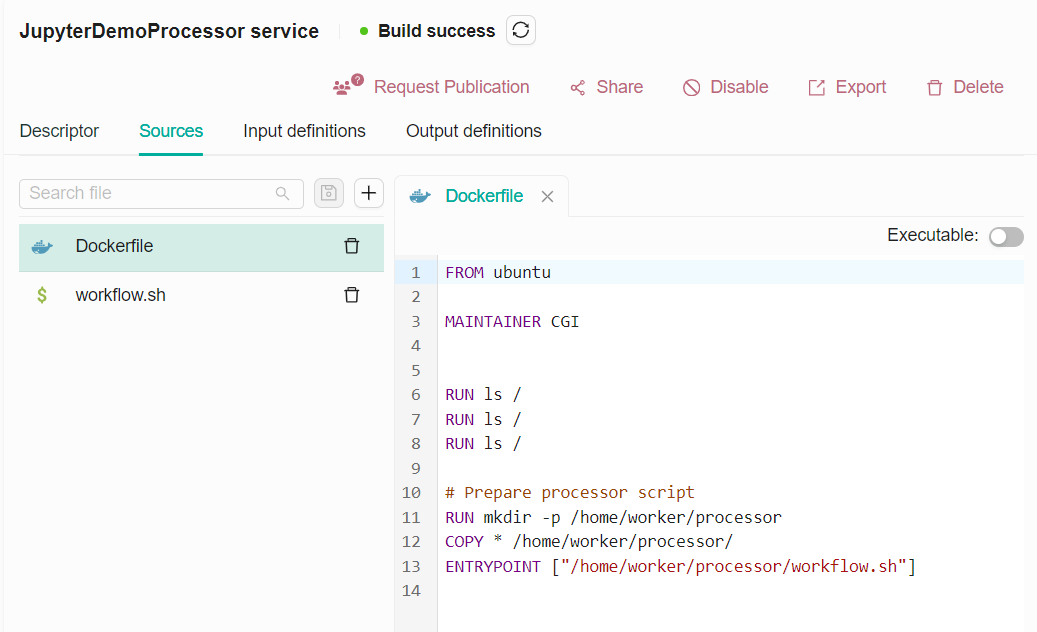 JupyterDemoProcessor service Build success
? Request Publication Share Disable Export Delete
Descriptor Sources Input definitions Output definitions
Search file
Dockerfile
Executable:
Dockerfile
$ workflow.sh
1 FROM ubuntu
2
3 MAINTAINER CGI
4
5
6 RUN ls /
7 RUN ls /
8 RUN ls /
9
10 # Prepare processor script
11 RUN mkdir -p /home/worker/processor
12 COPY * /home/worker/processor/
13 ENTRYPOINT ["/home/worker/processor/workflow.sh"]
14